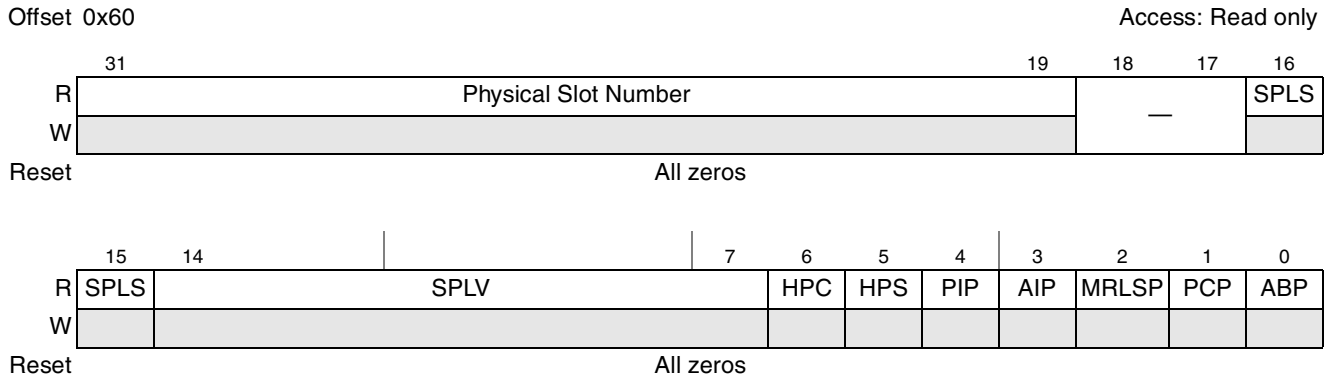 Offset 0x60 Access: Read only
31 19 18 17 16
R Physical Slot Number — SPLS
W
Reset All zeros
15 14 7 6 5 4 3 2 1 0
R SPLS SPLV HPC HPS PIP AIP MRLSP PCP ABP
W
Reset All zeros